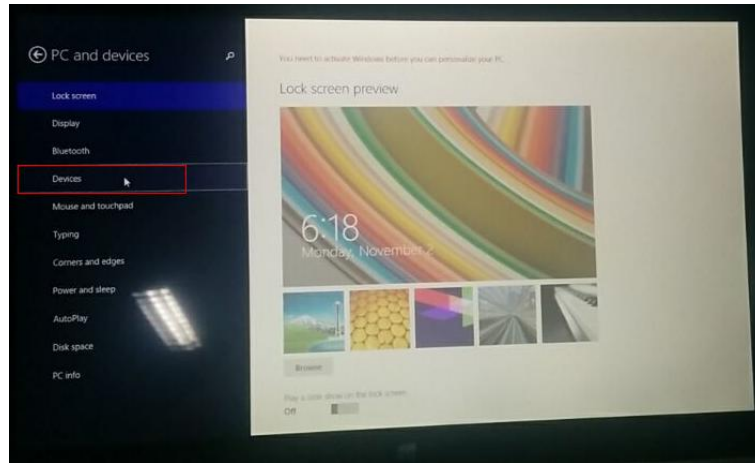 PC and devices
Lock screen
Display
Bluetooth
Devices
Mouse and touchpad
Typing
Corners and edges
Power and sleep
AutoPlay
Disk space
PC info
You need to activate Windows before you can personalize your PC.
Lock screen preview
6:18
Monday, November 2
Browse
Play a slide show on the lock screen
Off